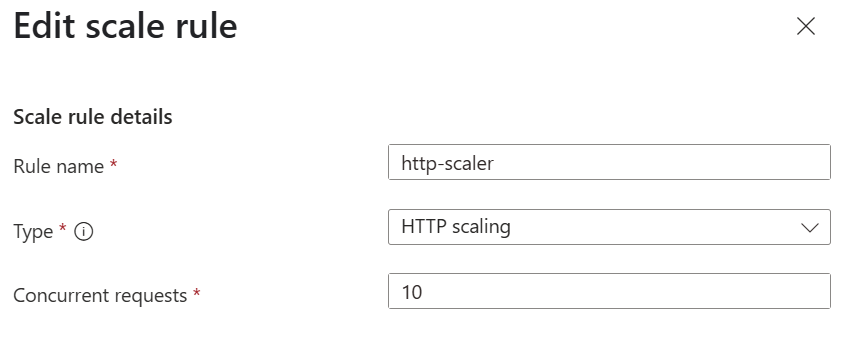 Edit scale rule
Scale rule details
Rule name * http-scaler
Type * HTTP scaling
Concurrent requests * 10